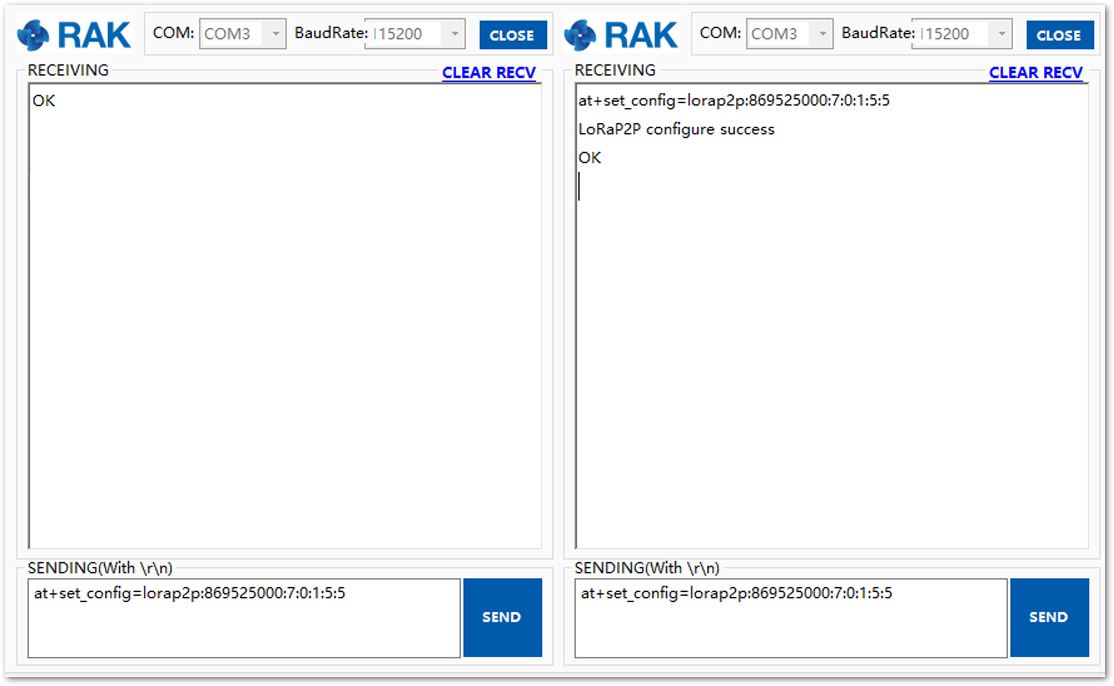 RAK COM: COM3 BaudRate: 115200 CLOSE
RECEIVING CLEAR RECV
OK
SENDING(With \r\n)
at+set_config=lorap2p:869525000:7:0:1:5:5
SEND
RAK COM: COM3 BaudRate: 115200 CLOSE
RECEIVING CLEAR RECV
at+set_config=lorap2p:869525000:7:0:1:5:5
LoRaP2P configure success
OK
SENDING(With \r\n)
at+set_config=lorap2p:869525000:7:0:1:5:5
SEND